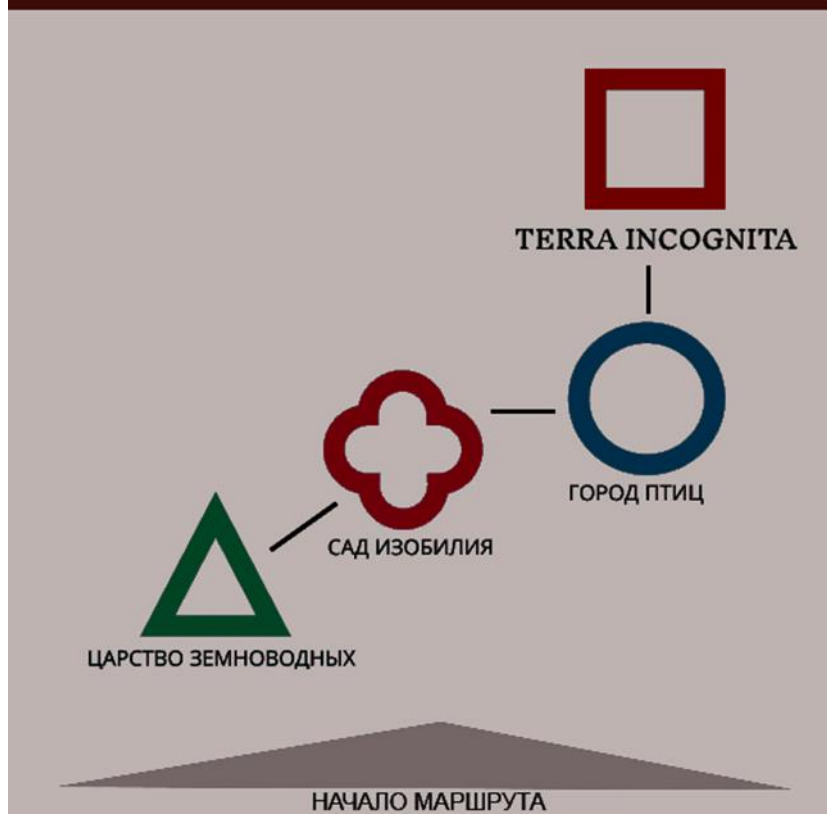 TERRA INCOGNITA
ГОРОД ПТИЦ
САД ИЗОБИЛИЯ
ЦАРСТВО ЗЕМНОВОДНЫХ
НАЧАЛО МАРШРУТА